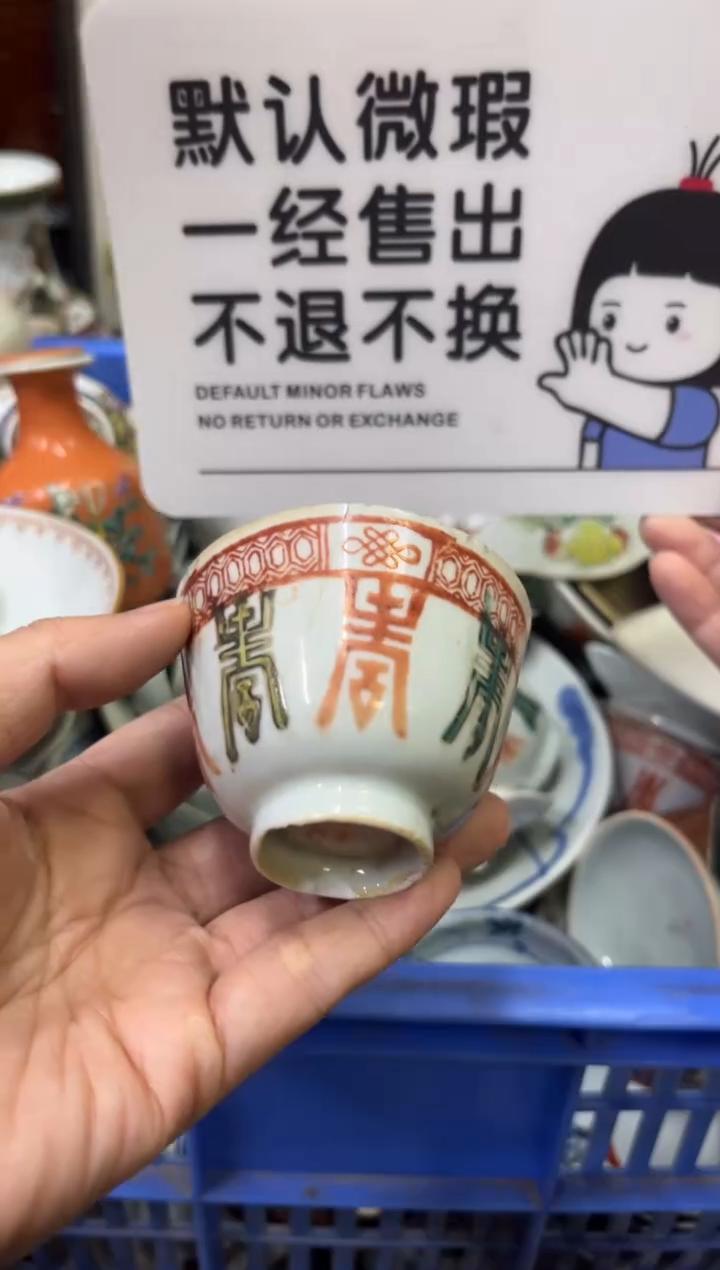 默认微瑕
一经售出
不退不换
DEFAULT MINOR FLAWS
NO RETURN OR EXCHANGE